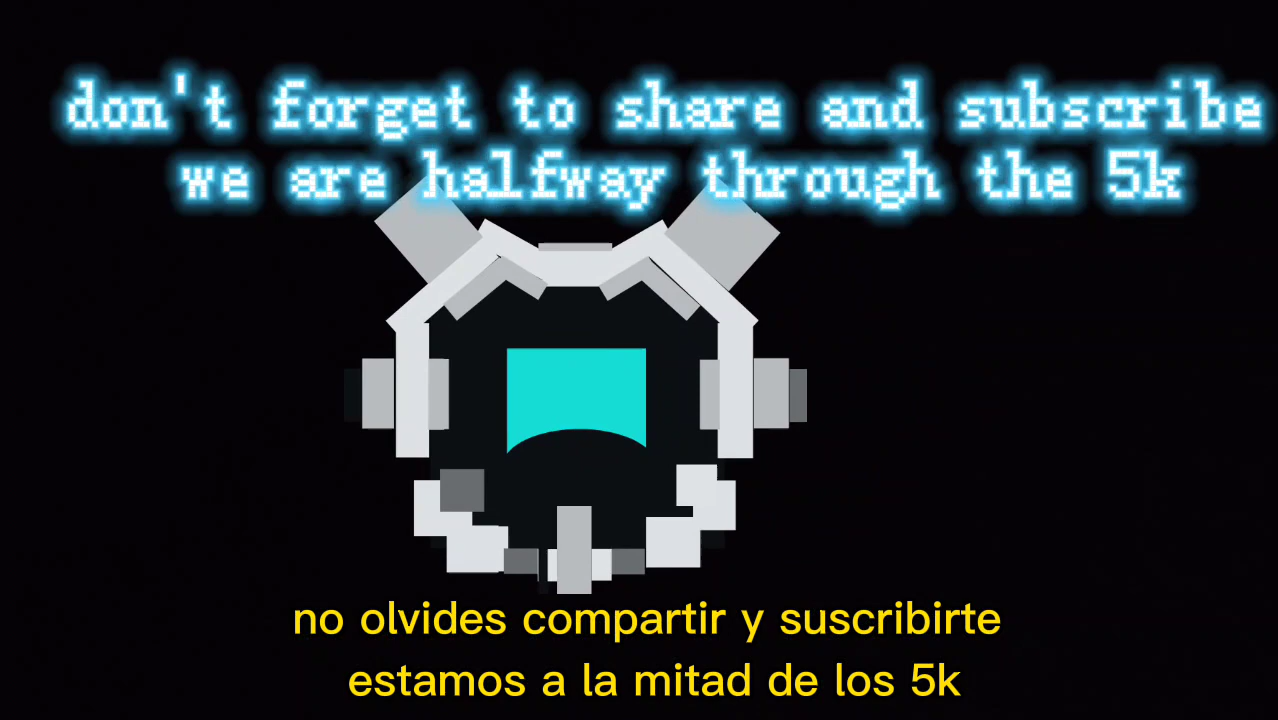 don't forget to share and subscribe
we are halfway through the 5k
no olvides compartir y suscribirte
estamos a la mitad de los 5k